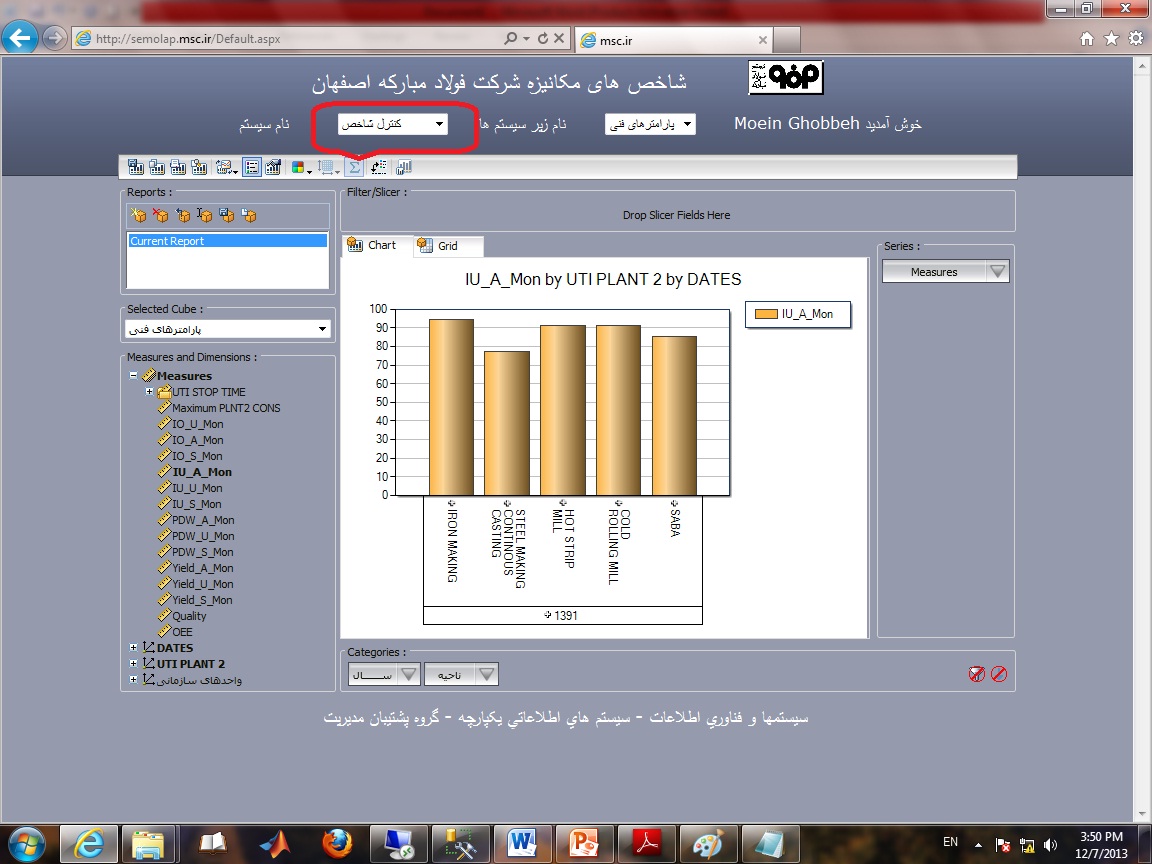 http://semolap.msc.ir/Default.aspx
msc.ir
شاخص های مکانیزه شرکت فولاد مبارکه اصفهان
خوش آمدید Moein Ghobbeh
پارامترهای فنی
نام زیر سیستم ها
کنترل شاخص
نام سیستم
Reports :
Current Report
Selected Cube :
پارامترهای فنی
Measures and Dimensions :
Measures
UTI STOP TIME
Maximum PLNT2 CONS
IO_U_Mon
IO_A_Mon
IO_S_Mon
IU_A_Mon
IU_U_Mon
IU_S_Mon
PDW_A_Mon
PDW_U_Mon
PDW_S_Mon
Yield_A_Mon
Yield_U_Mon
Yield_S_Mon
Quality
OEE
DATES
UTI PLANT 2
واحدهای سازمانی
Filter/Slicer :
Drop Slicer Fields Here
Chart
Grid
IU_A_Mon by UTI PLANT 2 by DATES
100
90
80
70
60
50
40
30
20
10
0
IU_A_Mon
IRON MAKING
STEEL MAKING
CONTINOUS
CASTING
HOT STRIP
MILL
COLD
ROLLING MILL
SABA
1391
Series :
Measures
Categories :
ســـال
ناحیه
سیستمها و فناوري اطلاعات - سیستم هاي اطلاعاتي یکپارچه - گروه پشتیبان مدیریت
EN
3:50 PM
12/7/2013